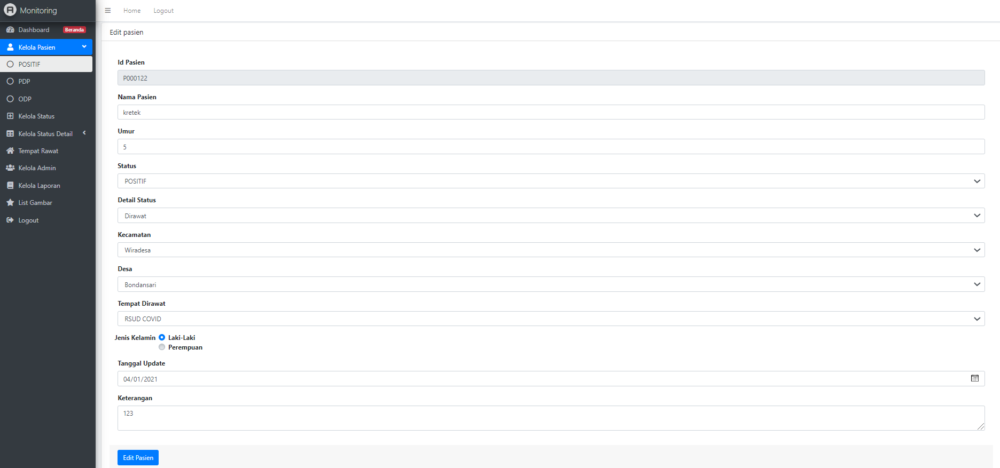 Monitoring
Home Logout
Dashboard Beranda
Kelola Pasien
POSITIF
PDP
ODP
Kelola Status
Kelola Status Detail
Tempat Rawat
Kelola Admin
Kelola Laporan
List Gambar
Logout
Edit pasien
Id Pasien
P000122
Nama Pasien
kretek
Umur
5
Status
POSITIF
Detail Status
Dirawat
Kecamatan
Wiradesa
Desa
Bondansari
Tempat Dirawat
RSUD COVID
Jenis Kelamin Laki-Laki
Perempuan
Tanggal Update
04/01/2021
Keterangan
123
Edit Pasien